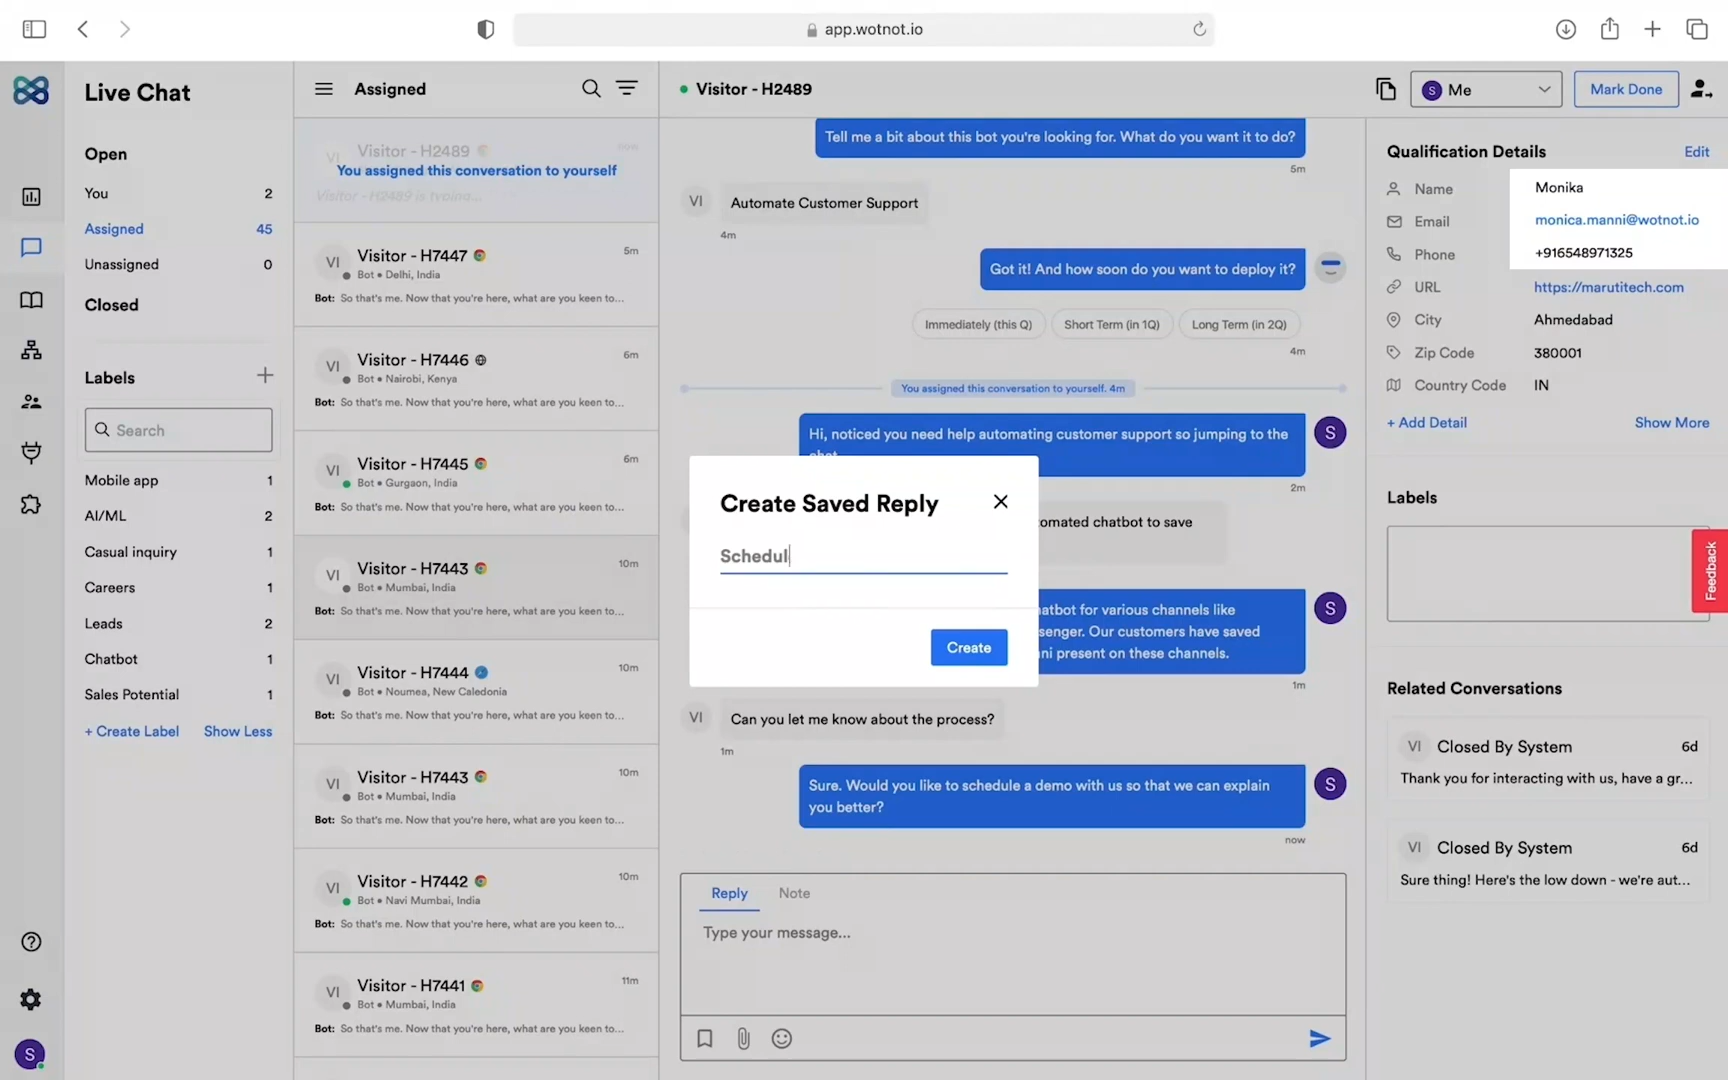 app.wotnot.io
Live Chat
Open
You 2
Assigned 45
Unassigned 0
Closed
Labels
Search
Mobile app 1
AI/ML 2
Casual inquiry 1
Careers 1
Leads 2
Chatbot 1
Sales Potential 1
+ Create Label Show Less
S
Assigned
VI Visitor - H2489 now
You assigned this conversation to yourself
Visitor - H2489 is typing...
VI Visitor - H7447 5m
Bot • Delhi, India
Bot: So that's me. Now that you're here, what are you keen to...
VI Visitor - H7446 6m
Bot • Nairobi, Kenya
Bot: So that's me. Now that you're here, what are you keen to...
VI Visitor - H7445 6m
Bot • Gurgaon, India
Bot: So that's me. Now that you're here, what are you keen to...
VI Visitor - H7443 10m
Bot • Mumbai, India
Bot: So that's me. Now that you're here, what are you keen to...
VI Visitor - H7444 10m
Bot • Noumea, New Caledonia
Bot: So that's me. Now that you're here, what are you keen to...
VI Visitor - H7443 10m
Bot • Mumbai, India
Bot: So that's me. Now that you're here, what are you keen to...
VI Visitor - H7442 10m
Bot • Navi Mumbai, India
Bot: So that's me. Now that you're here, what are you keen to...
VI Visitor - H7441 11m
Bot • Mumbai, India
Bot: So that's me. Now that you're here, what are you keen to...
Visitor - H2489
S Me
Mark Done
Tell me a bit about this bot you're looking for. What do you want it to do?
5m
VI Automate Customer Support
4m
Got it! And how soon do you want to deploy it?
Immediately (this Q) Short Term (in 1Q) Long Term (in 2Q)
4m
You assigned this conversation to yourself. 4m
Hi, noticed you need help automating customer support so jumping to the S
chat
2m
tomated chatbot to save
atbot for various channels like S
senger. Our customers have saved
ni present on these channels.
1m
Create Saved Reply
Schedul
Create
VI Can you let me know about the process?
1m
Sure. Would you like to schedule a demo with us so that we can explain S
you better?
now
Reply Note
Type your message...
Qualification Details Edit
Name Monika
Email monica.manni@wotnot.io
Phone +916548971325
URL https://marutitech.com
City Ahmedabad
Zip Code 380001
Country Code IN
+ Add Detail Show More
Labels
Feedback
Related Conversations
VI Closed By System 6d
Thank you for interacting with us, have a gr...
VI Closed By System 6d
Sure thing! Here's the low down - we're aut...